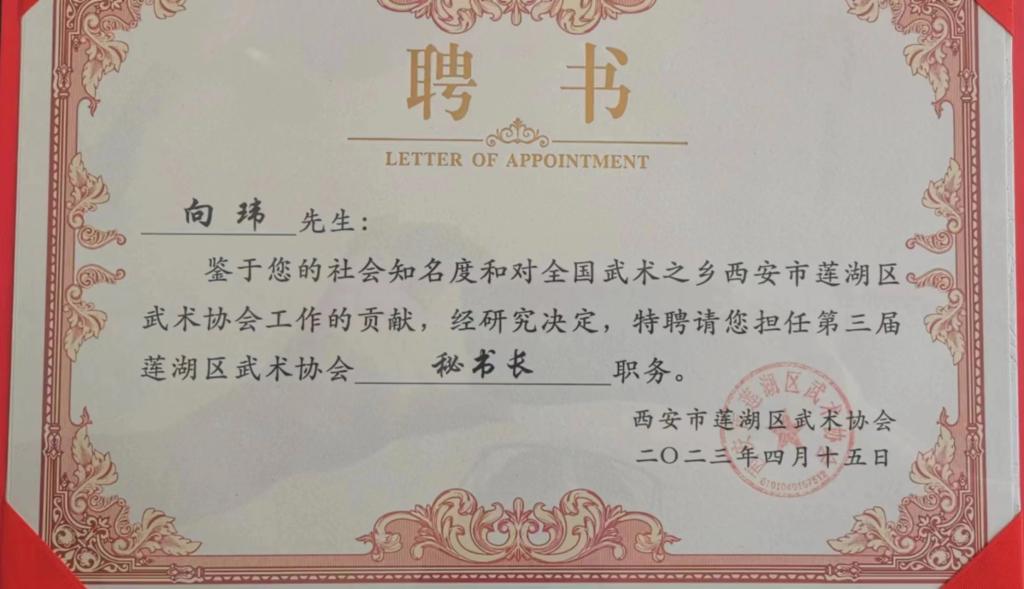 聘书
LETTER OF APPOINTMENT
向玮先生：
鉴于您的社会知名度和对全国武术之乡西安市莲湖区
武术协会工作的贡献，经研究决定，特聘请您担任第三届
莲湖区武术协会秘书长职务。
西安市莲湖区武术协会
二〇二三年四月十五日